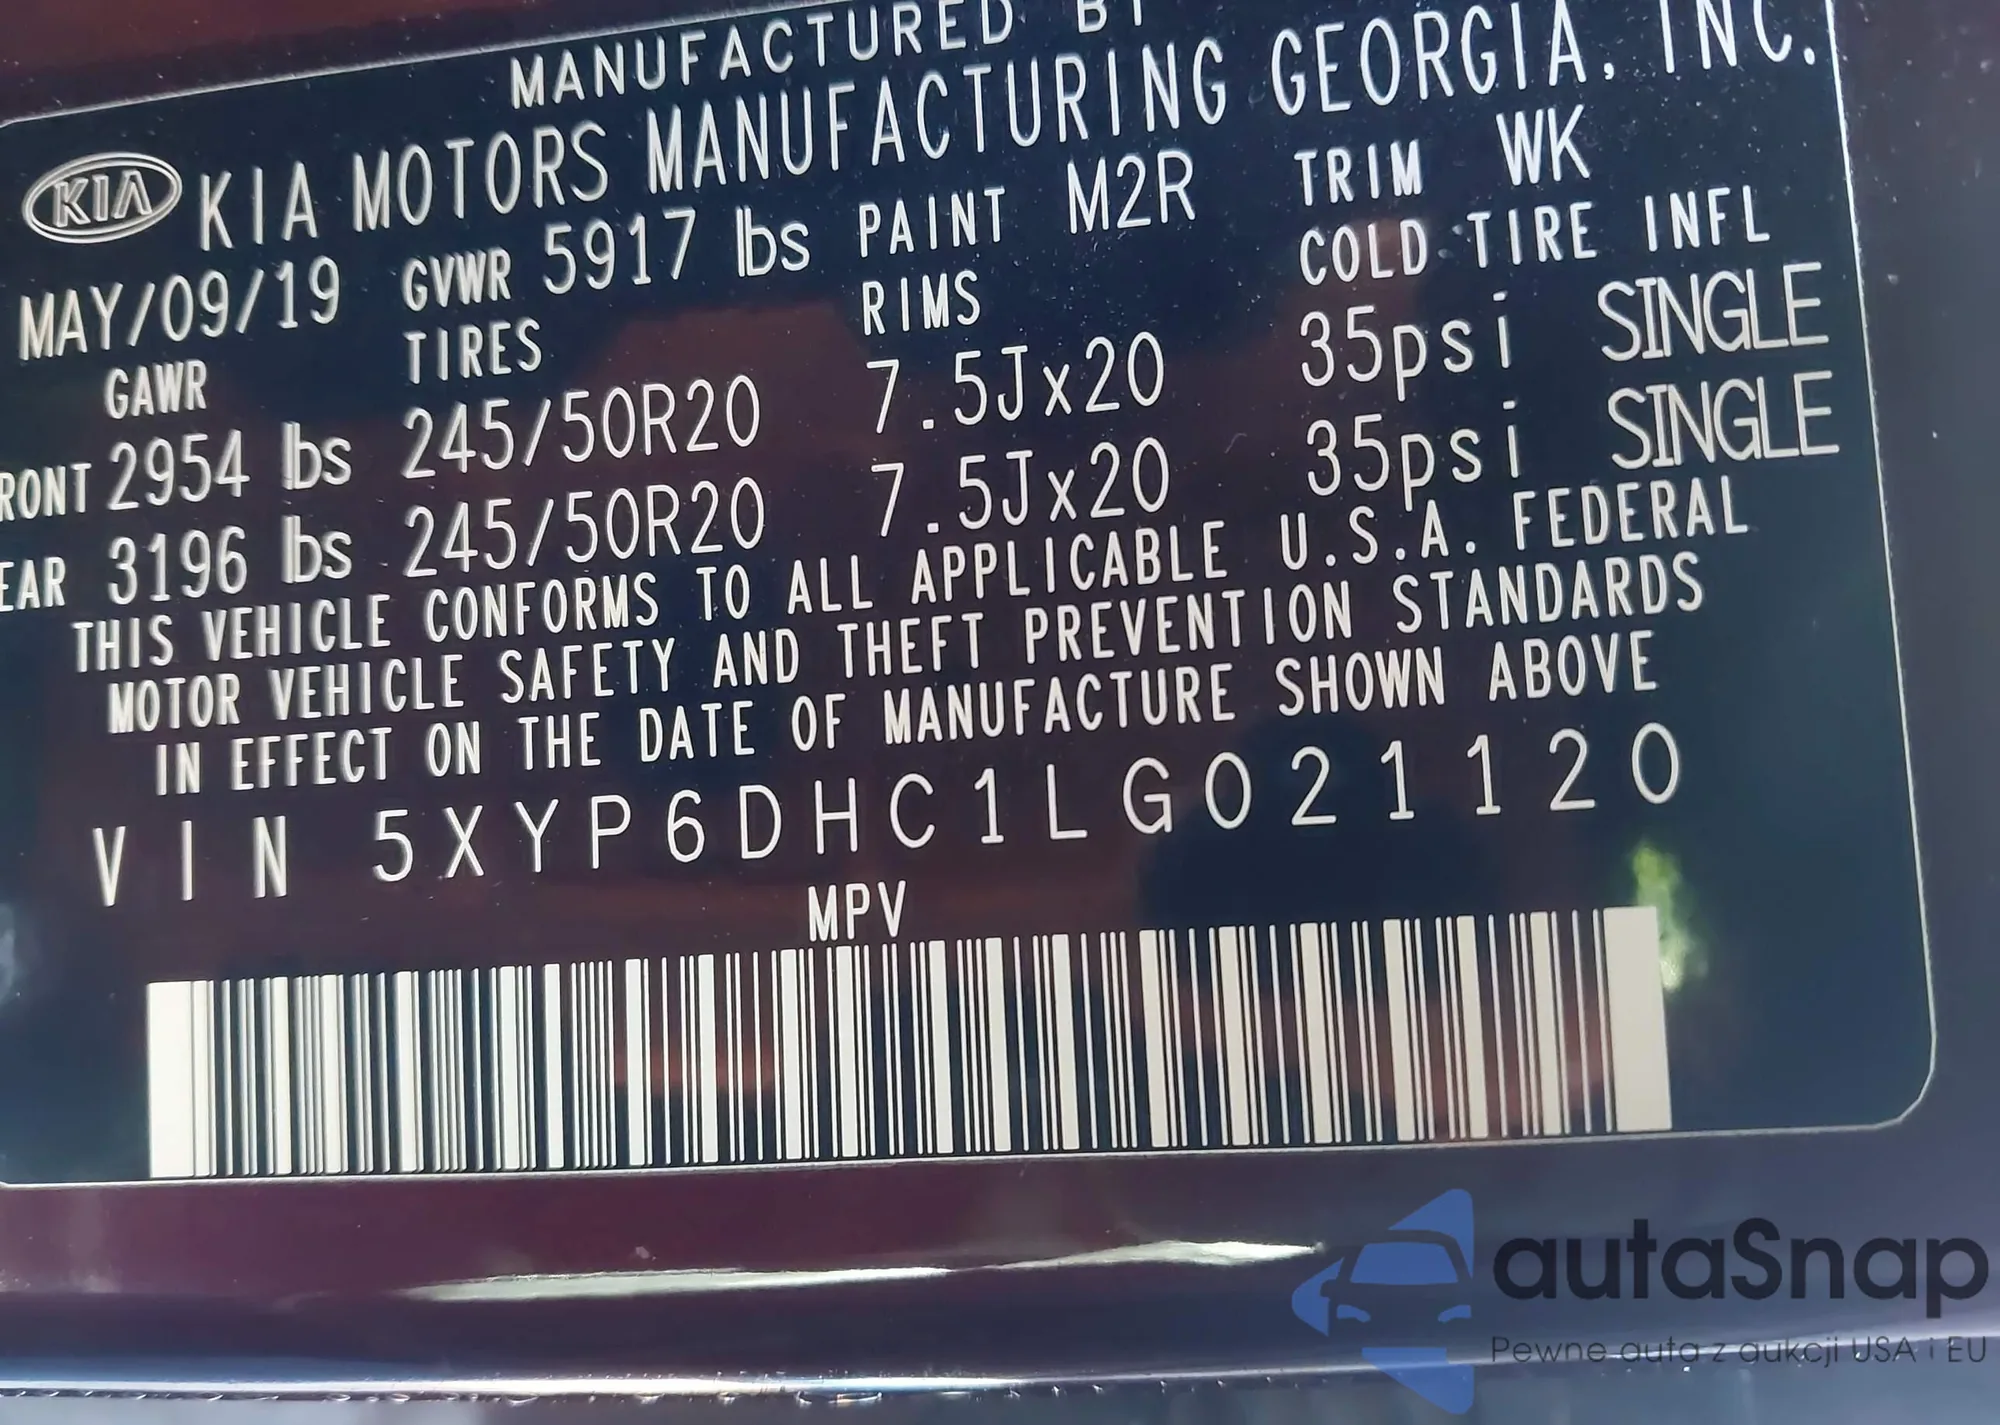 MANUFACTURED BY
KIA KIA MOTORS MANUFACTURING GEORGIA, INC.
MAY/09/19 GVWR 5917 lbs PAINT M2R TRIM WK
GAWR TIRES RIMS COLD TIRE INFL
RONT 2954 lbs 245/50R20 7.5Jx20 35psi SINGLE
EAR 3196 lbs 245/50R20 7.5Jx20 35psi SINGLE
THIS VEHICLE CONFORMS TO ALL APPLICABLE U.S.A. FEDERAL
MOTOR VEHICLE SAFETY AND THEFT PREVENTION STANDARDS
IN EFFECT ON THE DATE OF MANUFACTURE SHOWN ABOVE
VIN 5XYP6DHC1LG021120
MPV
autaSnap
Pewne auta z aukcji USA i EU